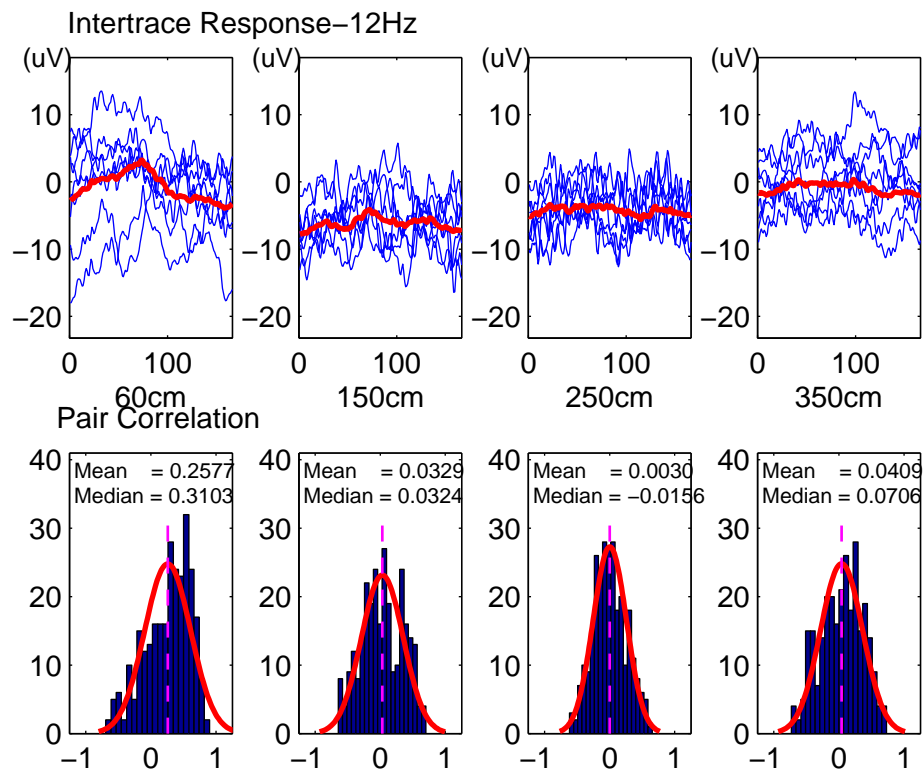 Intertrace Response−12Hz
(uV) (uV) (uV) (uV)
10 10 10 10
0 0 0 0
−10 −10 −10 −10
−20 −20 −20 −20
0 100 0 100 0 100 0 100
60cm 150cm 250cm 350cm
Pair Correlation
40 40 40 40
Mean = 0.2577 Mean = 0.0329 Mean = 0.0030 Mean = 0.0409
Median = 0.3103 Median = 0.0324 Median = −0.0156 Median = 0.0706
30 30 30 30
20 20 20 20
10 10 10 10
0 0 0 0
−1 0 1 −1 0 1 −1 0 1 −1 0 1